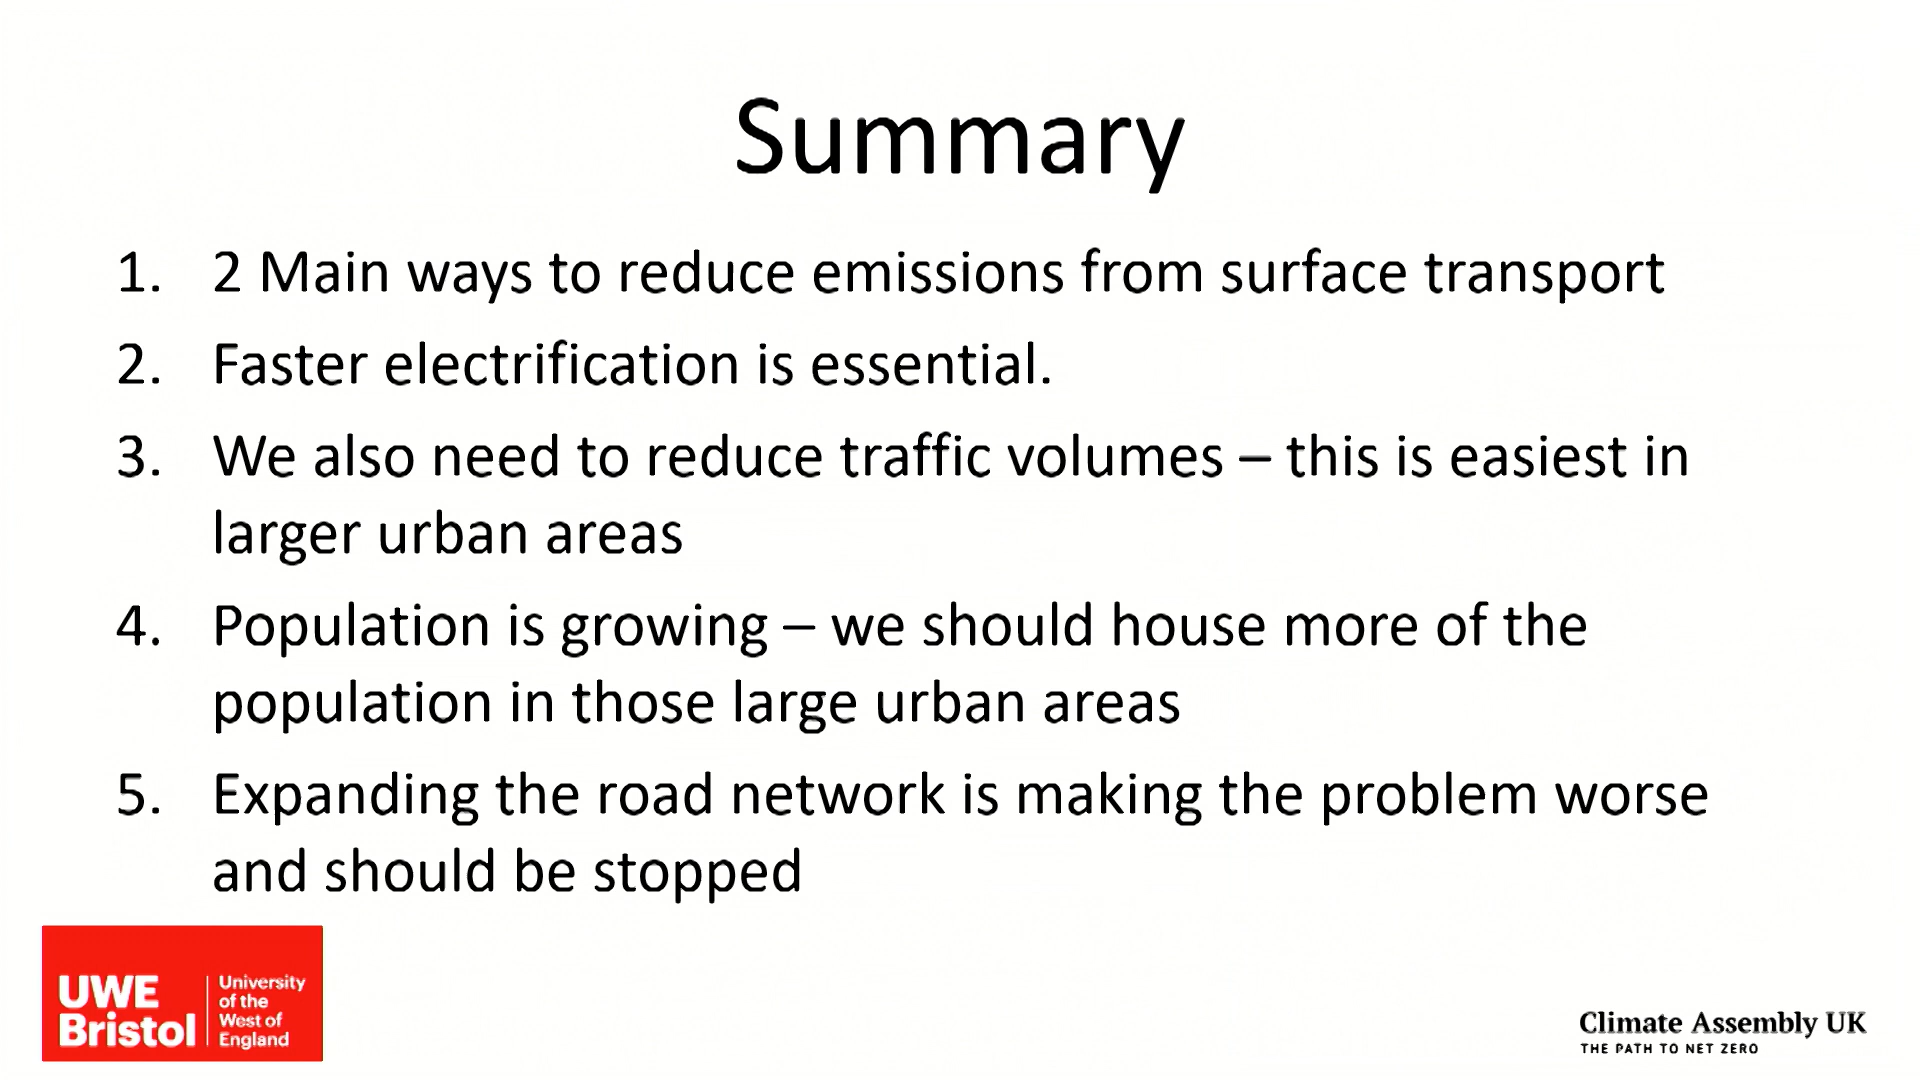 Summary
1. 2 Main ways to reduce emissions from surface transport
2. Faster electrification is essential.
3. We also need to reduce traffic volumes – this is easiest in
larger urban areas
4. Population is growing – we should house more of the
population in those large urban areas
5. Expanding the road network is making the problem worse
and should be stopped
UWE
Bristol
University
of the
West of
England
Climate Assembly UK
THE PATH TO NET ZERO